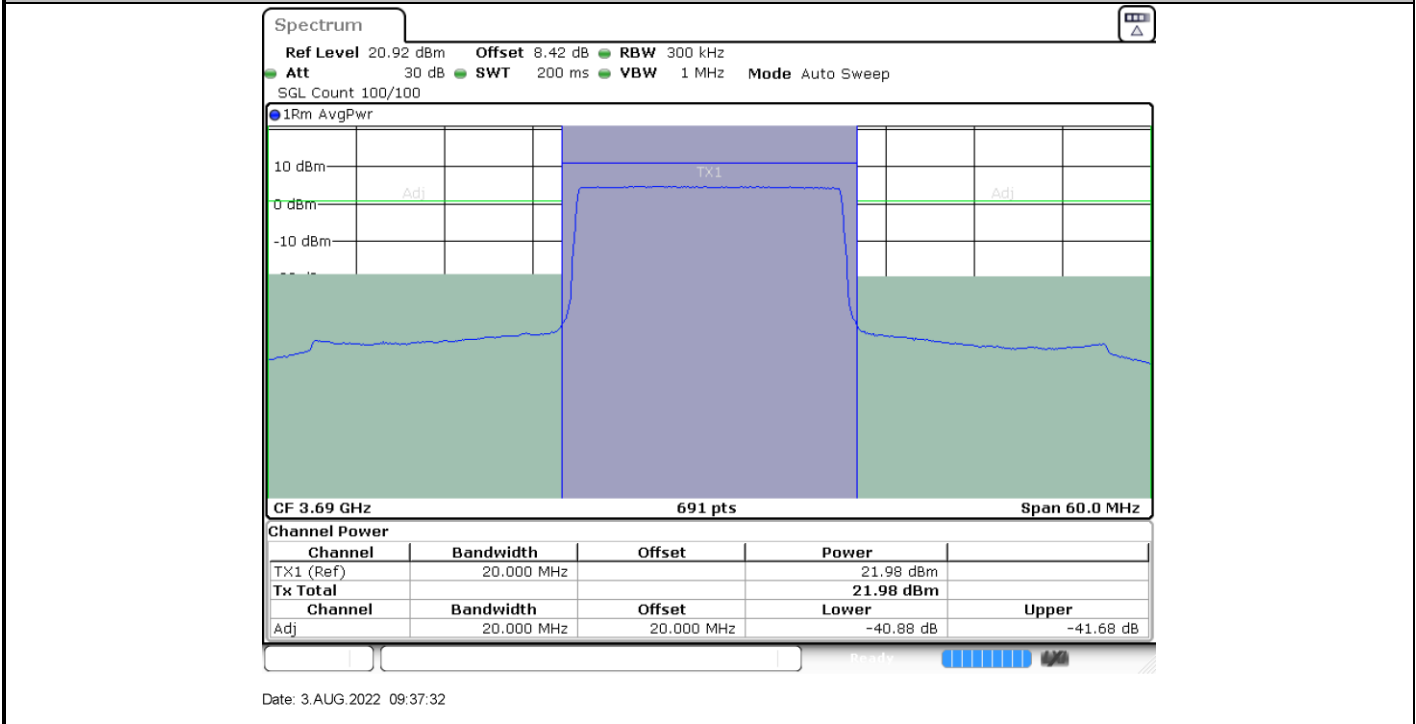 Spectrum
Ref Level 20.92 dBm Offset 8.42 dB RBW 300 kHz
Att 30 dB SWT 200 ms VBW 1 MHz Mode Auto Sweep
SGL Count 100/100
1Rm AvgPwr
10 dBm
TX1
Adj Adj
0 dBm
-10 dBm
CF 3.69 GHz 691 pts Span 60.0 MHz
Channel Power
Channel Bandwidth Offset Power
TX1 (Ref) 20.000 MHz 21.98 dBm
Tx Total 21.98 dBm
Channel Bandwidth Offset Lower Upper
Adj 20.000 MHz 20.000 MHz -40.88 dB -41.68 dB
Ready
Date: 3.AUG.2022 09:37:32